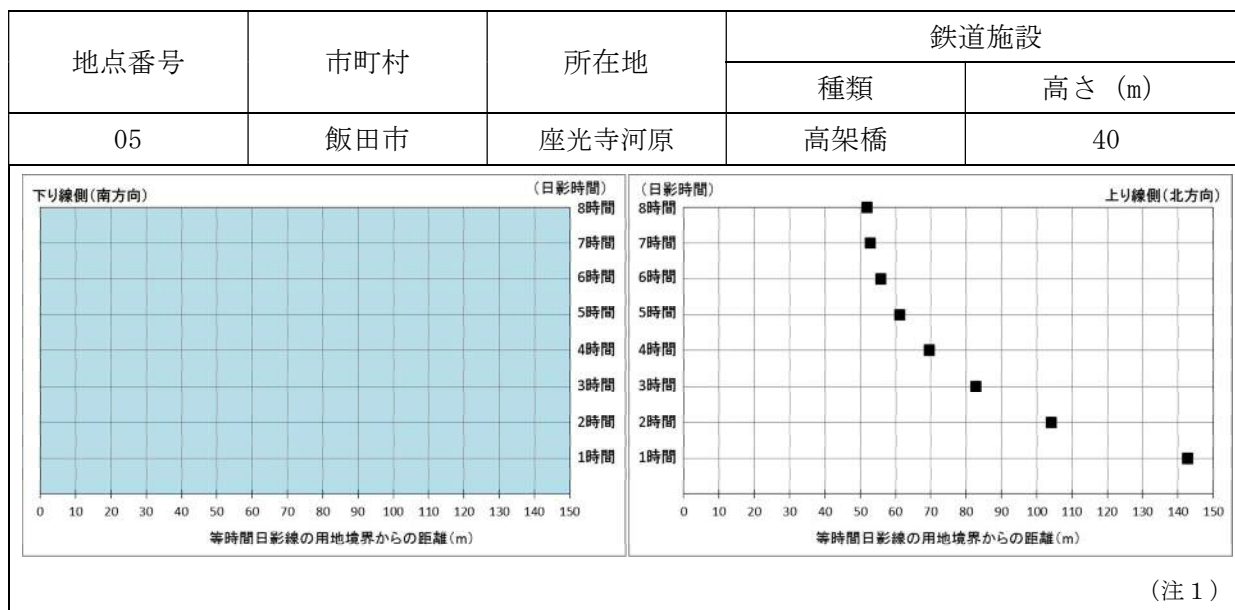 地点番号 市町村 所在地 鉄道施設
種類 高さ (m)
05 飯田市 座光寺河原 高架橋 40
下り線側(南方向) (日影時間)
8時間
7時間
6時間
5時間
4時間
3時間
2時間
1時間
0 10 20 30 40 50 60 70 80 90 100 110 120 130 140 150
等時間日影線の用地境界からの距離(m)
(日影時間) 上り線側(北方向)
8時間
7時間
6時間
5時間
4時間
3時間
2時間
1時間
0 10 20 30 40 50 60 70 80 90 100 110 120 130 140 150
等時間日影線の用地境界からの距離(m)
(注1)